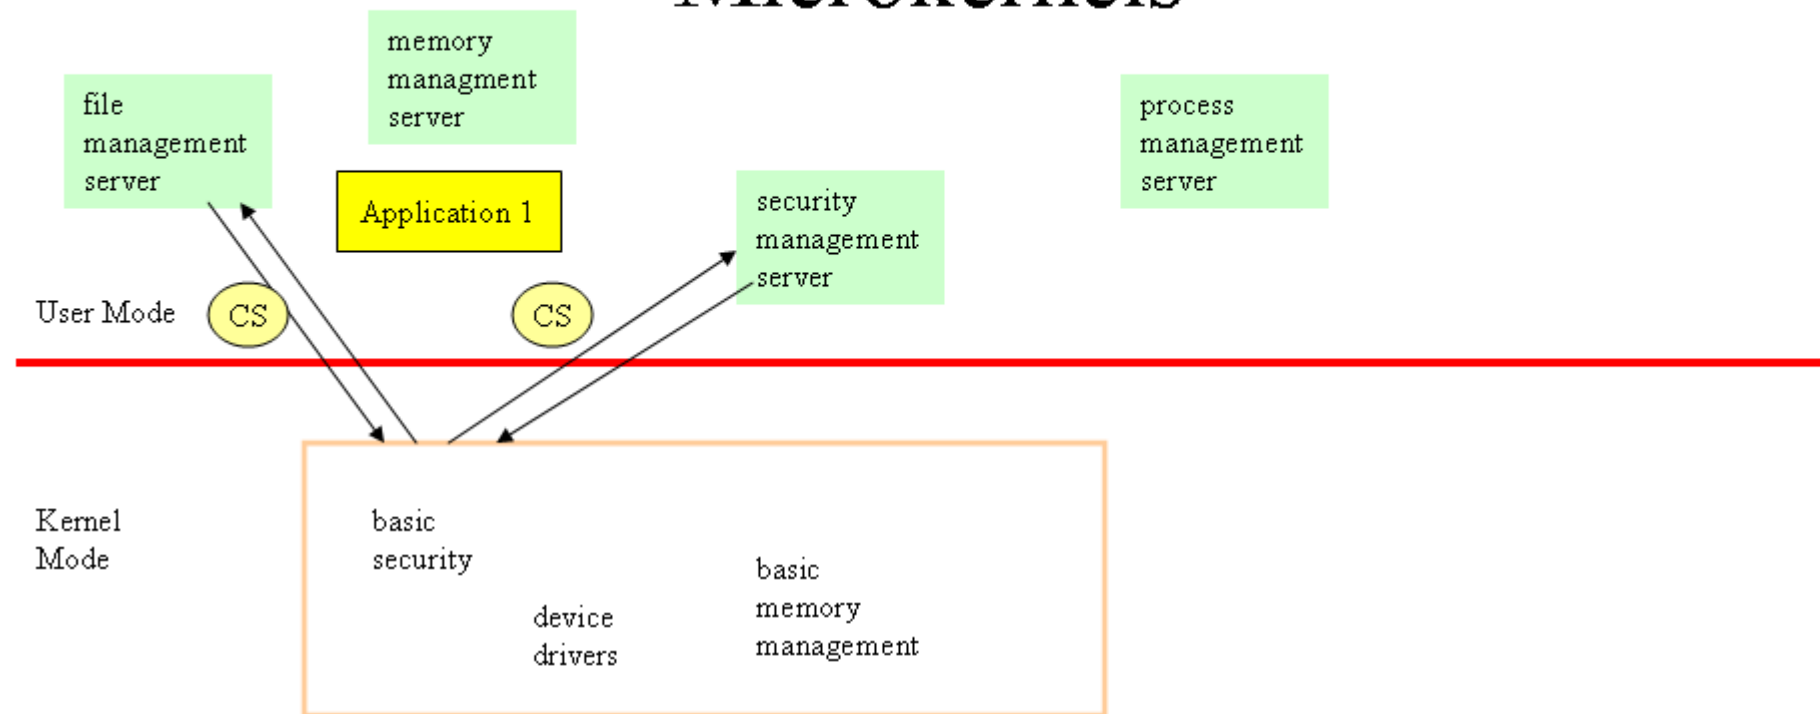 Microkernels
memory
managment
server
file
management
server
process
management
server
Application 1
security
management
server
User Mode
CS
CS
Kernel
Mode
basic
security
basic
memory
management
device
drivers